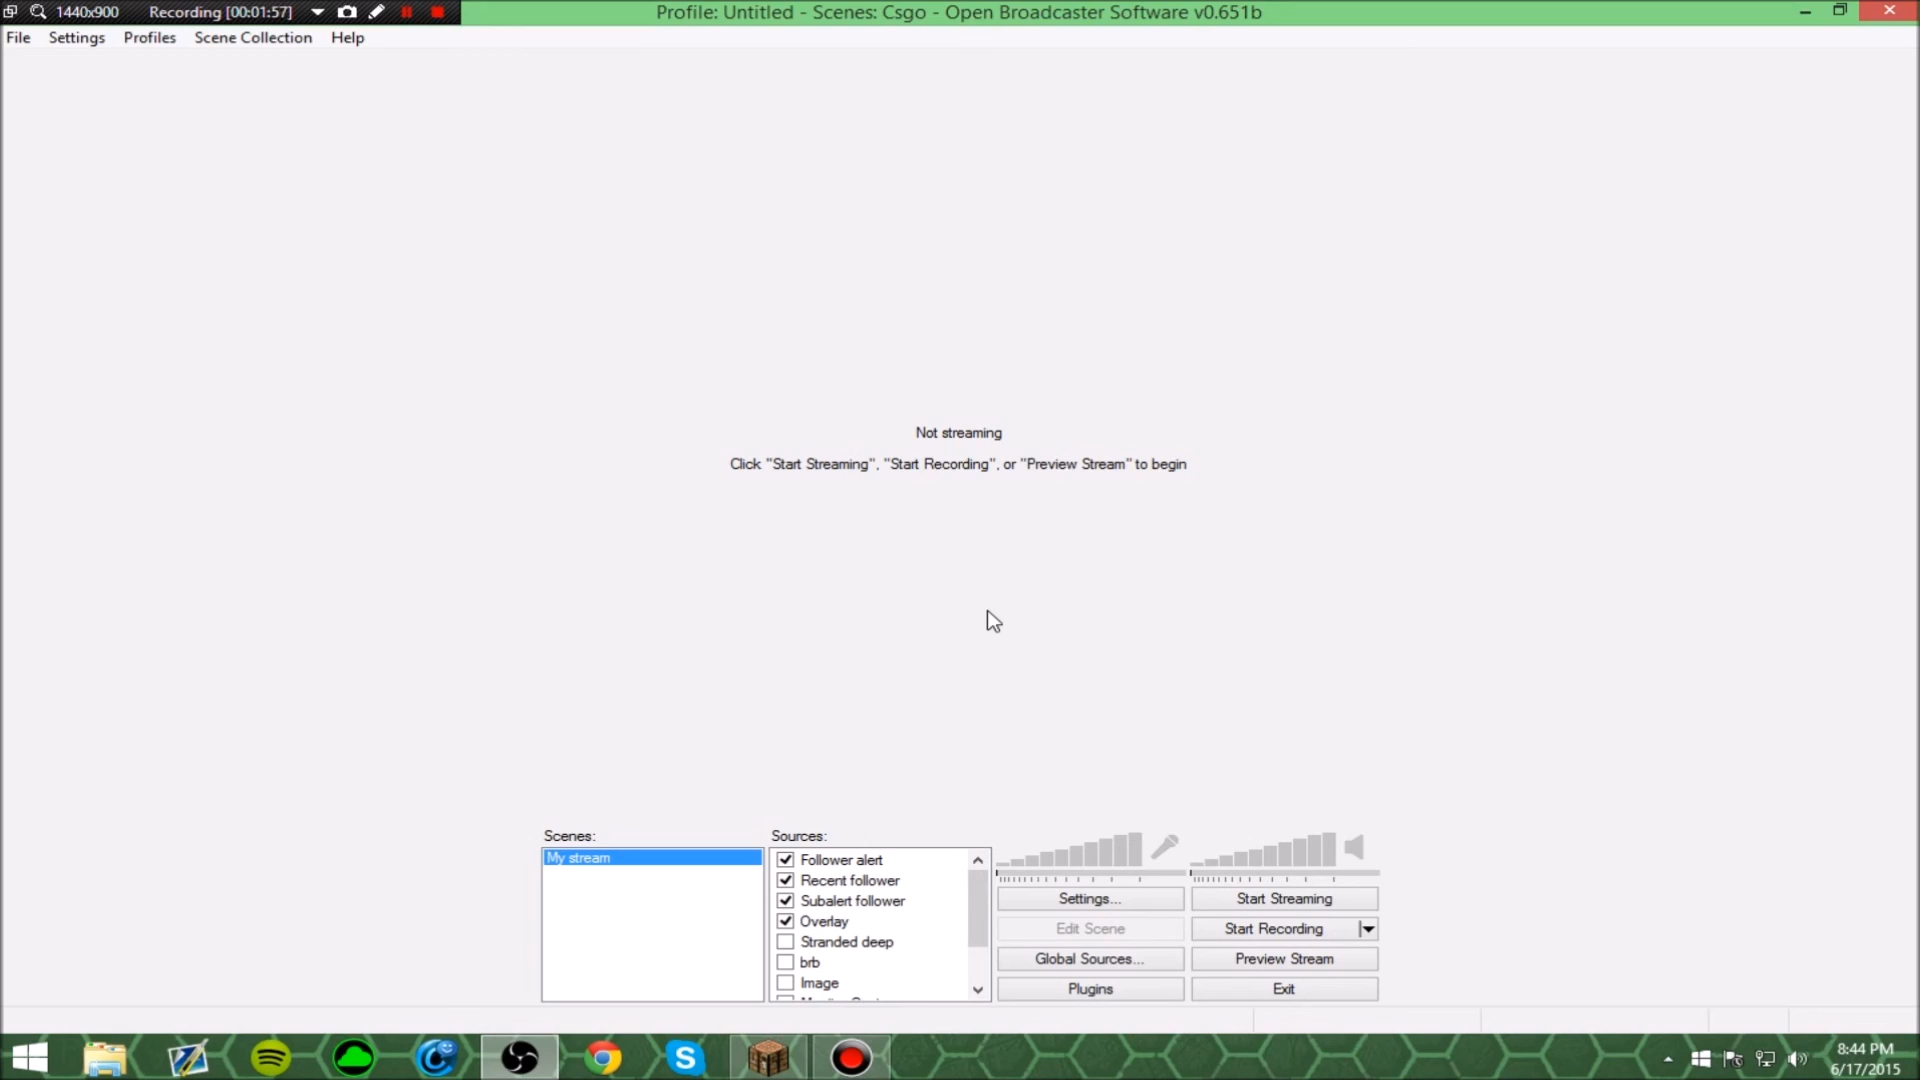 1440x900 Recording [00:01:57]
Profile: Untitled - Scenes: Csgo - Open Broadcaster Software v0.651b
File Settings Profiles Scene Collection Help
Not streaming
Click "Start Streaming", "Start Recording", or "Preview Stream" to begin
Scenes:
My stream
Sources:
Follower alert
Recent follower
Subalert follower
Overlay
Stranded deep
brb
Image
Settings...
Start Streaming
Edit Scene
Start Recording
Global Sources...
Preview Stream
Plugins
Exit
8:44 PM
6/17/2015